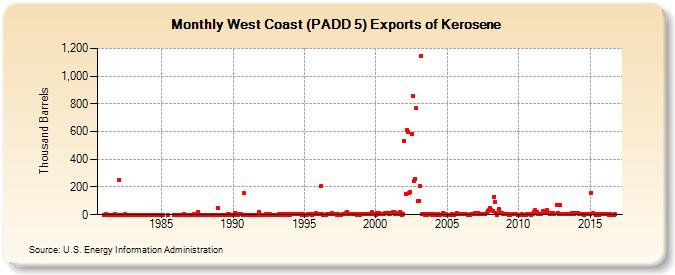 Monthly West Coast (PADD 5) Exports of Kerosene
Thousand Barrels
1,200
1,000
800
600
400
200
0
1985 1990 1995 2000 2005 2010 2015
Source: U.S. Energy Information Administration